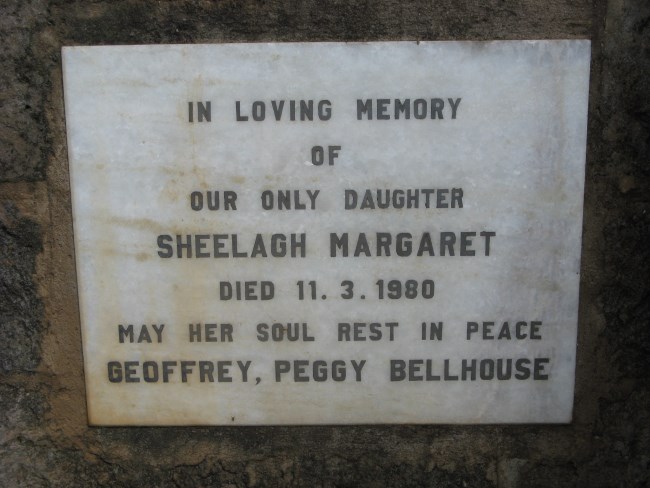 IN LOVING MEMORY
OF
OUR ONLY DAUGHTER
SHEELAGH MARGARET
DIED 11. 3. 1980
MAY HER SOUL REST IN PEACE
GEOFFREY, PEGGY BELLHOUSE